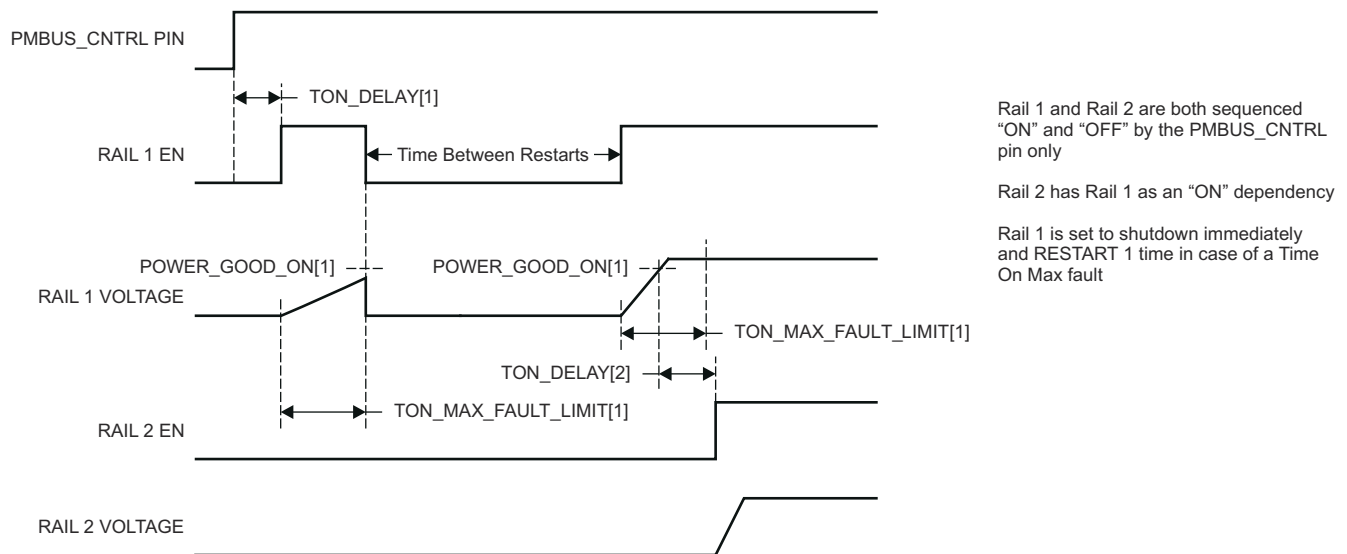 PMBUS_CNTRL PIN
TON_DELAY[1]
RAIL 1 EN
Time Between Restarts
POWER_GOOD_ON[1]
POWER_GOOD_ON[1]
RAIL 1 VOLTAGE
TON_MAX_FAULT_LIMIT[1]
TON_DELAY[2]
TON_MAX_FAULT_LIMIT[1]
RAIL 2 EN
RAIL 2 VOLTAGE
Rail 1 and Rail 2 are both sequenced
“ON” and “OFF” by the PMBUS_CNTRL
pin only
Rail 2 has Rail 1 as an “ON” dependency
Rail 1 is set to shutdown immediately
and RESTART 1 time in case of a Time
On Max fault